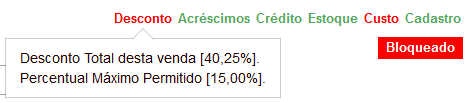 Desconto Acréscimos Crédito Estoque Custo Cadastro
Bloqueado
Desconto Total desta venda [40,25%].
Percentual Máximo Permitido [15,00%].